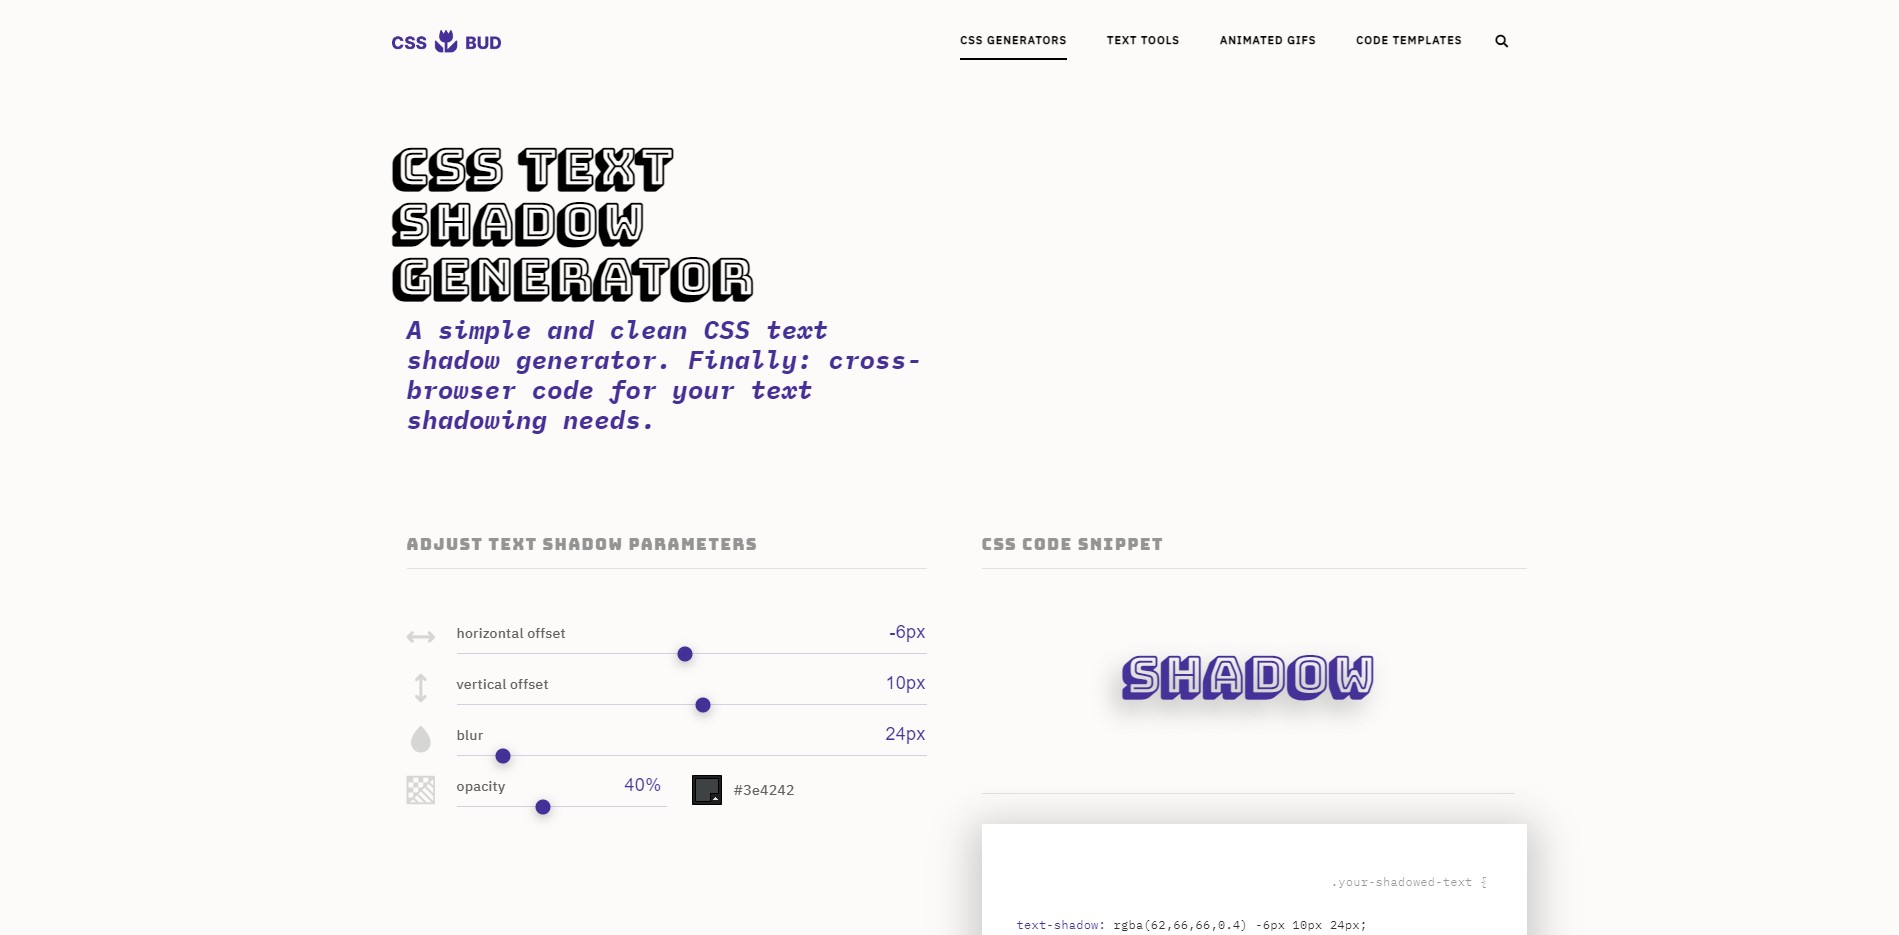 CSS BUD
CSS GENERATORS
TEXT TOOLS
ANIMATED GIFS
CODE TEMPLATES
CSS TEXT
SHADOW
GENERATOR
A simple and clean CSS text
shadow generator. Finally: cross-
browser code for your text
shadowing needs.
ADJUST TEXT SHADOW PARAMETERS
horizontal offset -6px
vertical offset 10px
blur 24px
opacity 40% #3e4242
CSS CODE SNIPPET
SHADOW
.your-shadowed-text {
text-shadow: rgba(62,66,66,0.4) -6px 10px 24px;